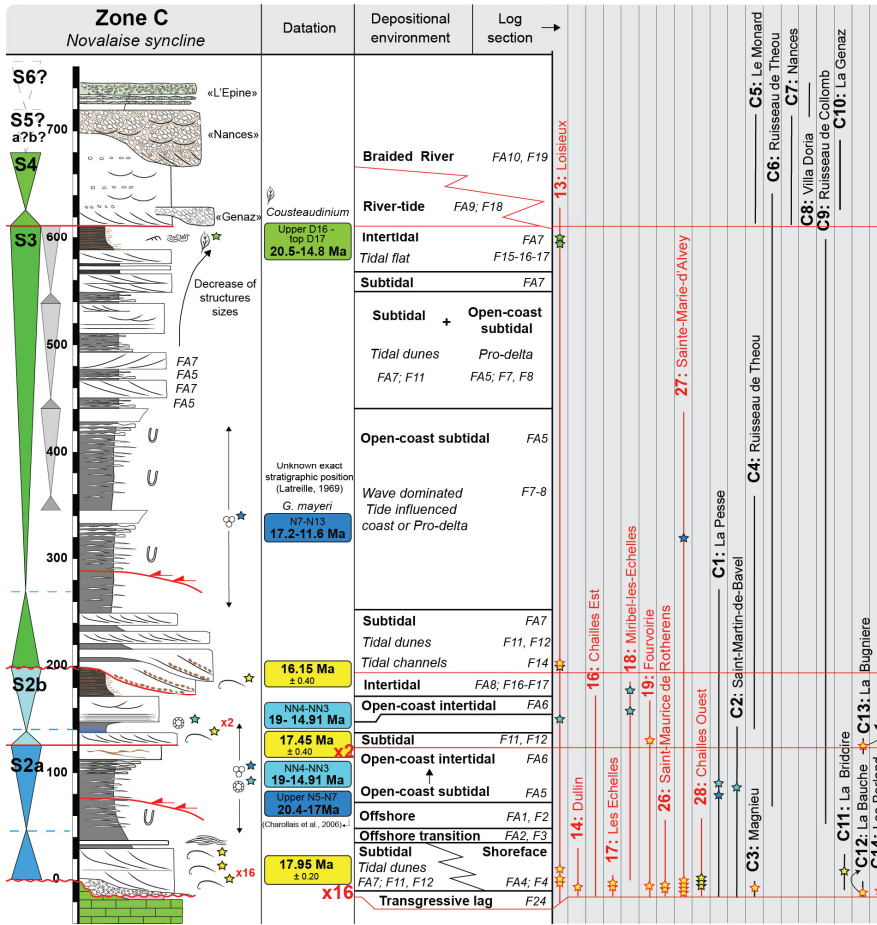 Zone C
Novalaise syncline
Datation
Depositional
environment
Log
section
S6?
S5?
a?b?
S4
S3
S2b
S2a
700
600
500
400
300
200
100
0
«L'Epine»
«Nances»
«Genaz»
Decrease of
structures
sizes
FA7
FA5
FA7
FA5
x2
x16
Cousteaudinium
Upper D16 -
top D17
20.5-14.8 Ma
Unknown exact
stratigraphic position
(Latreille, 1969)
G. mayeri
N7-N13
17.2-11.6 Ma
16.15 Ma
± 0.40
NN4-NN3
19- 14.91 Ma
17.45 Ma
± 0.40
x2
NN4-NN3
19-14.91 Ma
Upper N5-N7
20.4-17Ma
(Charollais et al., 2006)
17.95 Ma
± 0.20
x16
Braided River FA10, F19
River-tide FA9; F18
Intertidal FA7
Tidal flat F15-16-17
Subtidal FA7
Subtidal + Open-coast
subtidal
Tidal dunes Pro-delta
FA7; F11 FA5; F7, F8
Open-coast subtidal FA5
Wave dominated F7-8
Tide influenced
coast or Pro-delta
Subtidal FA7
Tidal dunes F11, F12
Tidal channels F14
Intertidal FA8; F16-F17
Open-coast intertidal FA6
Subtidal F11, F12
Open-coast intertidal FA6
Open-coast subtidal FA5
Offshore FA1, F2
Offshore transition FA2, F3
Subtidal Shoreface
Tidal dunes
FA7; F11, F12 FA4; F4
Transgressive lag F24
13: Loisieux
14: Dullin
16: Chailles Est
17: Les Echelles
18: Miribel-les-Echelles
19: Fourvoirie
26: Saint-Maurice de Rotherens
27: Sainte-Marie-d'Alvey
28: Chailles Ouest
C1: La Pesse
C2: Saint-Martin-de-Bavel
C3: Magnieu
C4: Ruisseau de Theou
C5: Le Monard
C6: Ruisseau de Theou
C7: Nances
C8: Villa Doria
C9: Ruisseau de Collomb
C10: La Genaz
C11: La Bridoire
C12: La Bauche
C13: La Bugniere